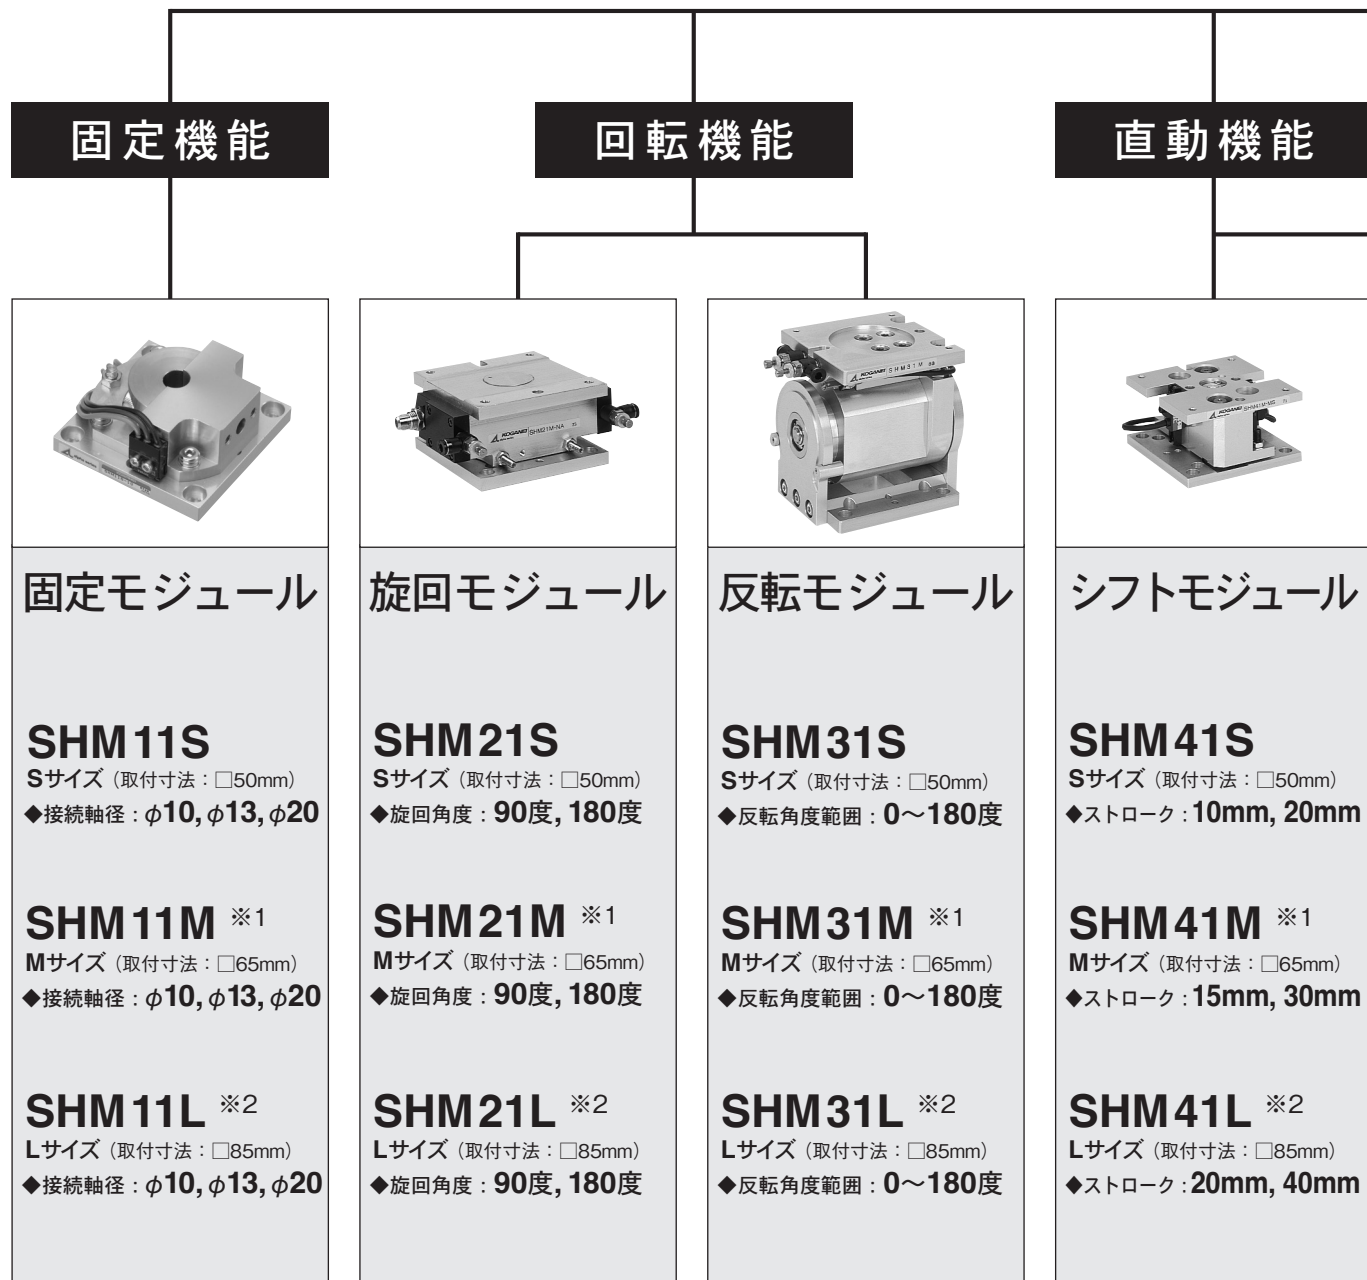 固定機能
回転機能
直動機能
KOGANEI SHM21M-NA
KOGANEI SHM31M
KOGANEI SHM41M-MS
固定モジュール
SHM11S
Sサイズ（取付寸法：□50mm）
◆接続軸径：φ10, φ13, φ20
SHM11M ※1
Mサイズ（取付寸法：□65mm）
◆接続軸径：φ10, φ13, φ20
SHM11L ※2
Lサイズ（取付寸法：□85mm）
◆接続軸径：φ10, φ13, φ20
旋回モジュール
SHM21S
Sサイズ（取付寸法：□50mm）
◆旋回角度：90度, 180度
SHM21M ※1
Mサイズ（取付寸法：□65mm）
◆旋回角度：90度, 180度
SHM21L ※2
Lサイズ（取付寸法：□85mm）
◆旋回角度：90度, 180度
反転モジュール
SHM31S
Sサイズ（取付寸法：□50mm）
◆反転角度範囲：0～180度
SHM31M ※1
Mサイズ（取付寸法：□65mm）
◆反転角度範囲：0～180度
SHM31L ※2
Lサイズ（取付寸法：□85mm）
◆反転角度範囲：0～180度
シフトモジュール
SHM41S
Sサイズ（取付寸法：□50mm）
◆ストローク：10mm, 20mm
SHM41M ※1
Mサイズ（取付寸法：□65mm）
◆ストローク：15mm, 30mm
SHM41L ※2
Lサイズ（取付寸法：□85mm）
◆ストローク：20mm, 40mm